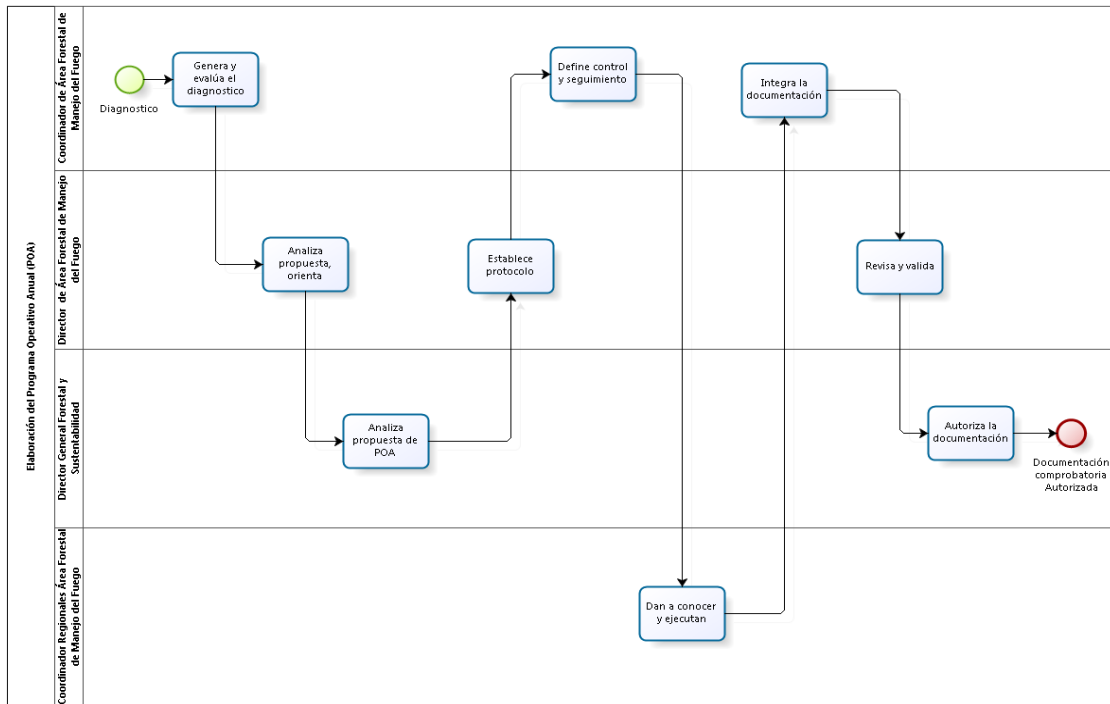 Elaboración del Programa Operativo Anual (POA)
Coordinador de Área Forestal de
Manejo del Fuego
Diagnostico
Genera y
evalúa el
diagnostico
Define control
y seguimiento
Integra la
documentación
Director  de Área Forestal de Manejo
del Fuego
Analiza
propuesta,
orienta
Establece
protocolo
Revisa y valida
Director General Forestal y
Sustentabilidad
Analiza
propuesta de
POA
Autoriza la
documentación
Documentación
comprobatoria
Autorizada
Coordinador Regionales Área Forestal
de Manejo del Fuego
Dan a conocer
y ejecutan